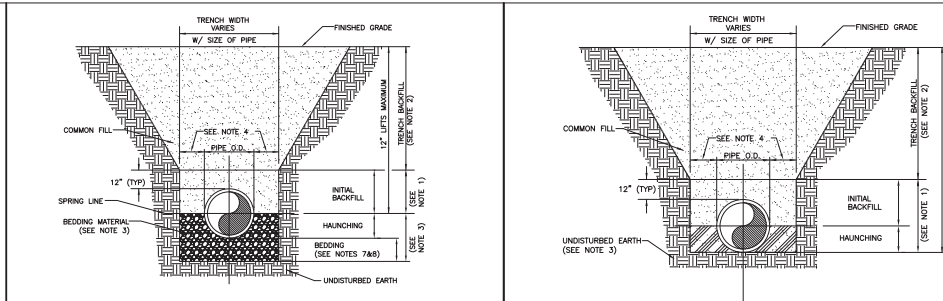 TRENCH WIDTH
VARIES
W/ SIZE OF PIPE
FINISHED GRADE
COMMON FILL
SEE NOTE 4
PIPE O.D.
12" (TYP)
SPRING LINE
BEDDING MATERIAL
(SEE NOTE 3)
INITIAL
BACKFILL
HAUNCHING
BEDDING
(SEE NOTES 7&8)
UNDISTURBED EARTH
12" LIFTS MAXIMUM
TRENCH BACKFILL
(SEE NOTE 2)
(SEE NOTE 1)
(SEE
NOTE 3)
TRENCH WIDTH
VARIES
W/ SIZE OF PIPE
FINISHED GRADE
COMMON FILL
SEE NOTE 4
PIPE O.D.
12" (TYP)
UNDISTURBED EARTH
(SEE NOTE 3)
INITIAL
BACKFILL
HAUNCHING
TRENCH BACKFILL
(SEE NOTE 2)
(SEE NOTE 1)